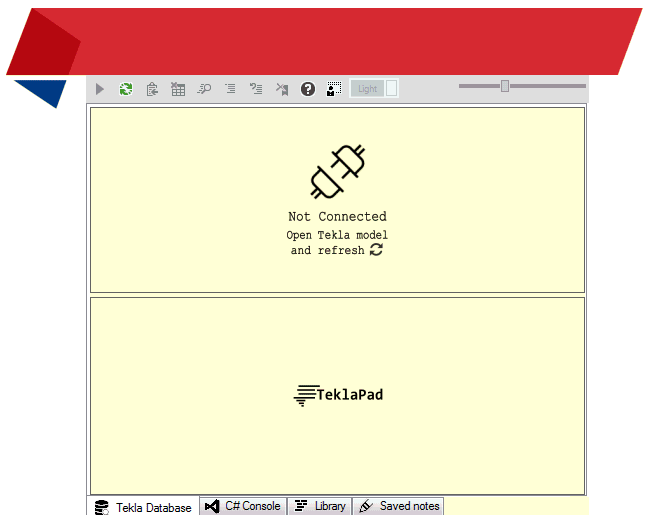 Light
Not Connected
Open Tekla model
and refresh
TeklaPad
Tekla Database
C# Console
Library
Saved notes